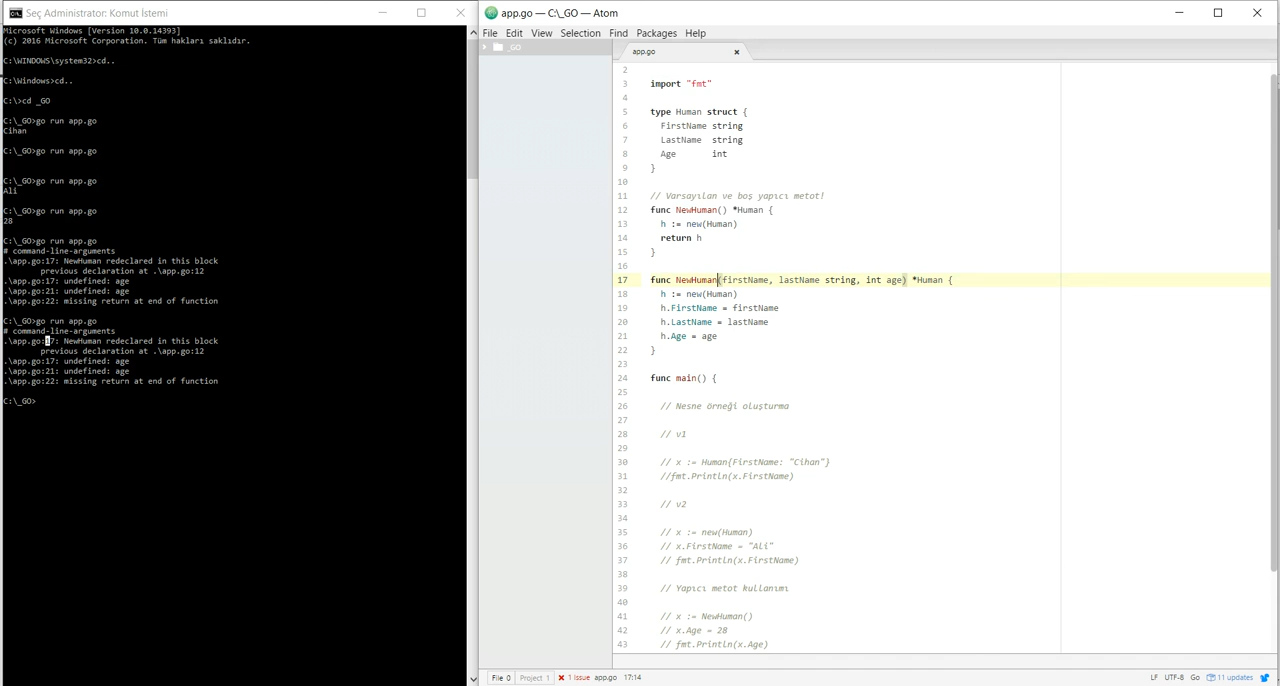 Seç Administrator: Komut İstemi
Microsoft Windows [Version 10.0.14393]
(c) 2016 Microsoft Corporation. Tüm hakları saklıdır.
C:\WINDOWS\system32>cd..
C:\Windows>cd..
C:\>cd _GO
C:\_GO>go run app.go
Cihan
C:\_GO>go run app.go
C:\_GO>go run app.go
Ali
C:\_GO>go run app.go
28
C:\_GO>go run app.go
# command-line-arguments
.\app.go:17: NewHuman redeclared in this block
previous declaration at .\app.go:12
.\app.go:17: undefined: age
.\app.go:21: undefined: age
.\app.go:22: missing return at end of function
C:\_GO>go run app.go
# command-line-arguments
.\app.go:17: NewHuman redeclared in this block
previous declaration at .\app.go:12
.\app.go:17: undefined: age
.\app.go:21: undefined: age
.\app.go:22: missing return at end of function
C:\_GO>
app.go — C:\_GO — Atom
File Edit View Selection Find Packages Help
_GO
app.go
2
3 import "fmt"
4
5 type Human struct {
6 FirstName string
7 LastName string
8 Age int
9 }
10
11 // Varsayılan ve boş yapıcı metot!
12 func NewHuman() *Human {
13 h := new(Human)
14 return h
15 }
16
17 func NewHuman(firstName, lastName string, int age) *Human {
18 h := new(Human)
19 h.FirstName = firstName
20 h.LastName = lastName
21 h.Age = age
22 }
23
24 func main() {
25
26 // Nesne örneği oluşturma
27
28 // v1
29
30 // x := Human{FirstName: "Cihan"}
31 //fmt.Println(x.FirstName)
32
33 // v2
34
35 // x := new(Human)
36 // x.FirstName = "Ali"
37 // fmt.Println(x.FirstName)
38
39 // Yapıcı metot kullanımı
40
41 // x := NewHuman()
42 // x.Age = 28
43 // fmt.Println(x.Age)
File 0 Project 1 1 Issue app.go 17:14 LF UTF-8 Go 11 updates